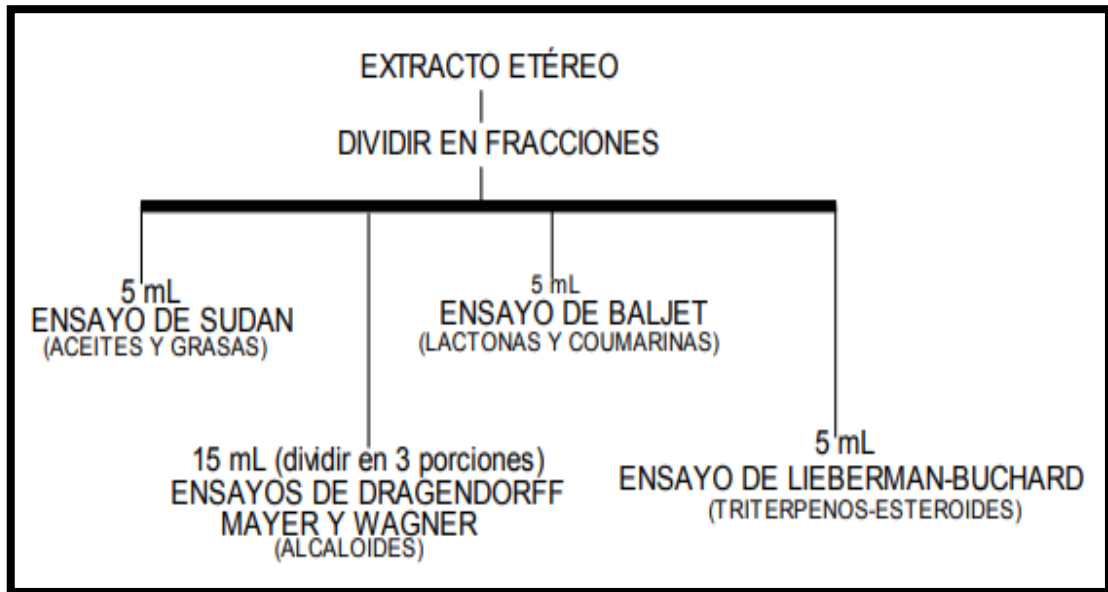 EXTRACTO ETÉREO
DIVIDIR EN FRACCIONES
5 mL
ENSAYO DE SUDAN
(ACEITES Y GRASAS)
15 mL (dividir en 3 porciones)
ENSAYOS DE DRAGENDORFF
MAYER Y WAGNER
(ALCALOIDES)
5 mL
ENSAYO DE BALJET
(LACTONAS Y COUMARINAS)
5 mL
ENSAYO DE LIEBERMAN-BUCHARD
(TRITERPENOS-ESTEROIDES)